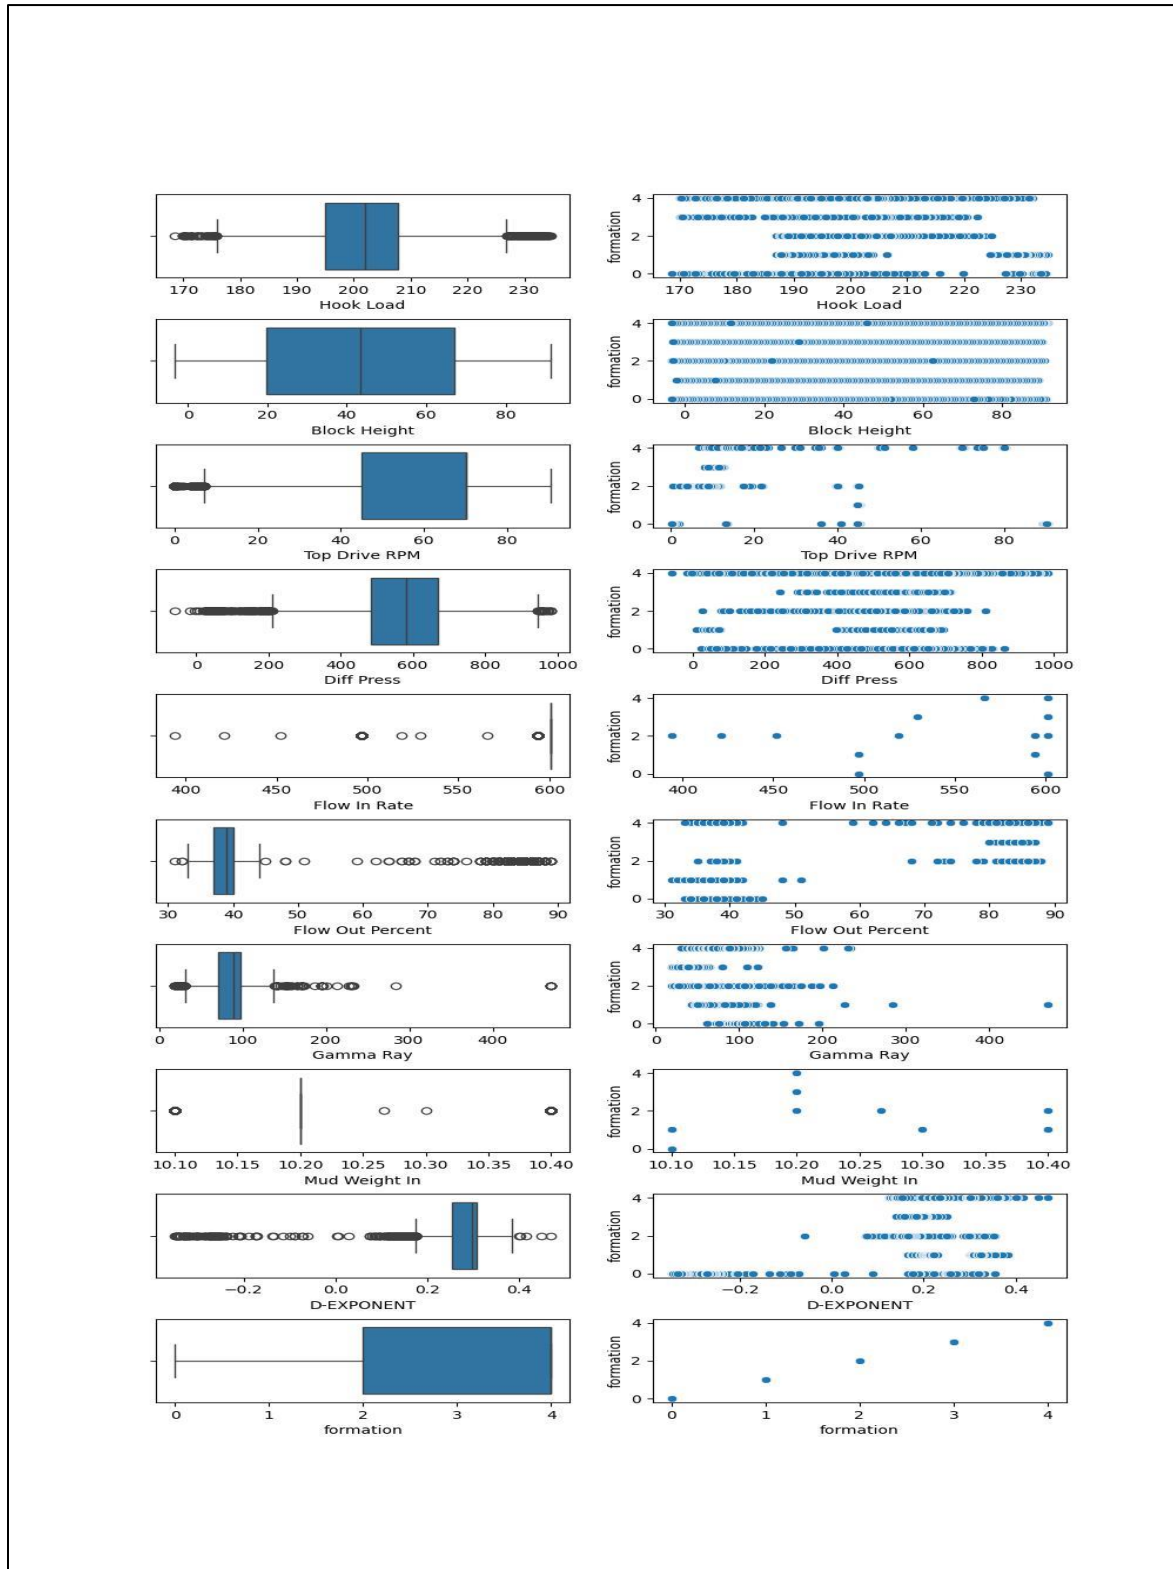 4
formation
2
0
170 180 190 200 210 220 230
170 180 190 200 210 220 230
Hook Load
Hook Load
4
formation
2
0
0 20 40 60 80
0 20 40 60 80
Block Height
Block Height
4
formation
2
0
0 20 40 60 80
0 20 40 60 80
Top Drive RPM
Top Drive RPM
4
formation
2
0
0 200 400 600 800 1000
0 200 400 600 800 1000
Diff Press
Diff Press
4
formation
2
0
400 450 500 550 600
400 450 500 550 600
Flow In Rate
Flow In Rate
4
formation
2
0
30 40 50 60 70 80 90
30 40 50 60 70 80 90
Flow Out Percent
Flow Out Percent
4
formation
2
0
0 100 200 300 400
0 100 200 300 400
Gamma Ray
Gamma Ray
4
formation
2
0
10.10 10.15 10.20 10.25 10.30 10.35 10.40
10.10 10.15 10.20 10.25 10.30 10.35 10.40
Mud Weight In
Mud Weight In
4
formation
2
0
−0.2 0.0 0.2 0.4
−0.2 0.0 0.2 0.4
D-EXPONENT
D-EXPONENT
4
formation
2
0
0 1 2 3 4
0 1 2 3 4
formation
formation